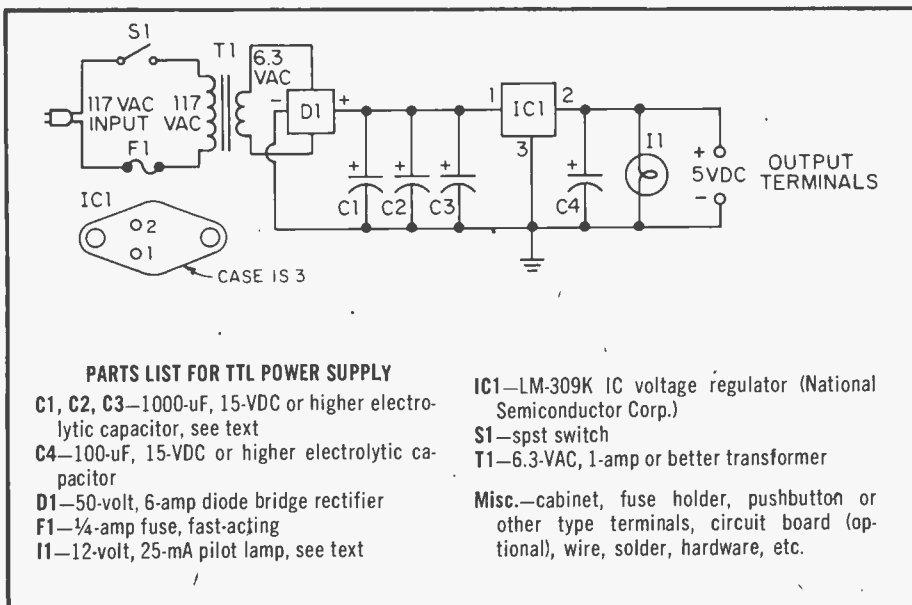 S1
T1
6.3
VAC
- D1 +
1 IC1 2
3
117 VAC
INPUT
117
VAC
F1
+ C1
+ C2
+ C3
+ C4
I1
+
5VDC
-
OUTPUT
TERMINALS
IC1
2
1
CASE IS 3
PARTS LIST FOR TTL POWER SUPPLY
C1, C2, C3—1000-uF, 15-VDC or higher electro-
lytic capacitor, see text
C4—100-uF, 15-VDC or higher electrolytic ca-
pacitor
D1—50-volt, 6-amp diode bridge rectifier
F1—¼-amp fuse, fast-acting
I1—12-volt, 25-mA pilot lamp, see text
IC1—LM-309K IC voltage regulator (National
Semiconductor Corp.)
S1—spst switch
T1—6.3-VAC, 1-amp or better transformer
Misc.—cabinet, fuse holder, pushbutton or
other type terminals, circuit board (op-
tional), wire, solder, hardware, etc.